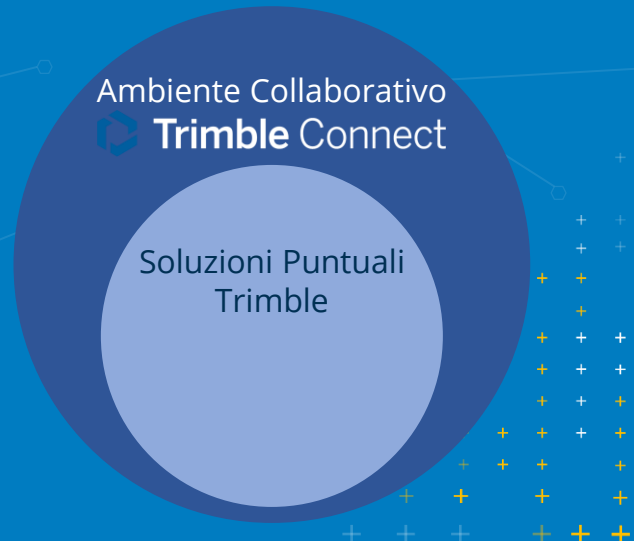 Ambiente Collaborativo
Trimble Connect
Soluzioni Puntuali
Trimble